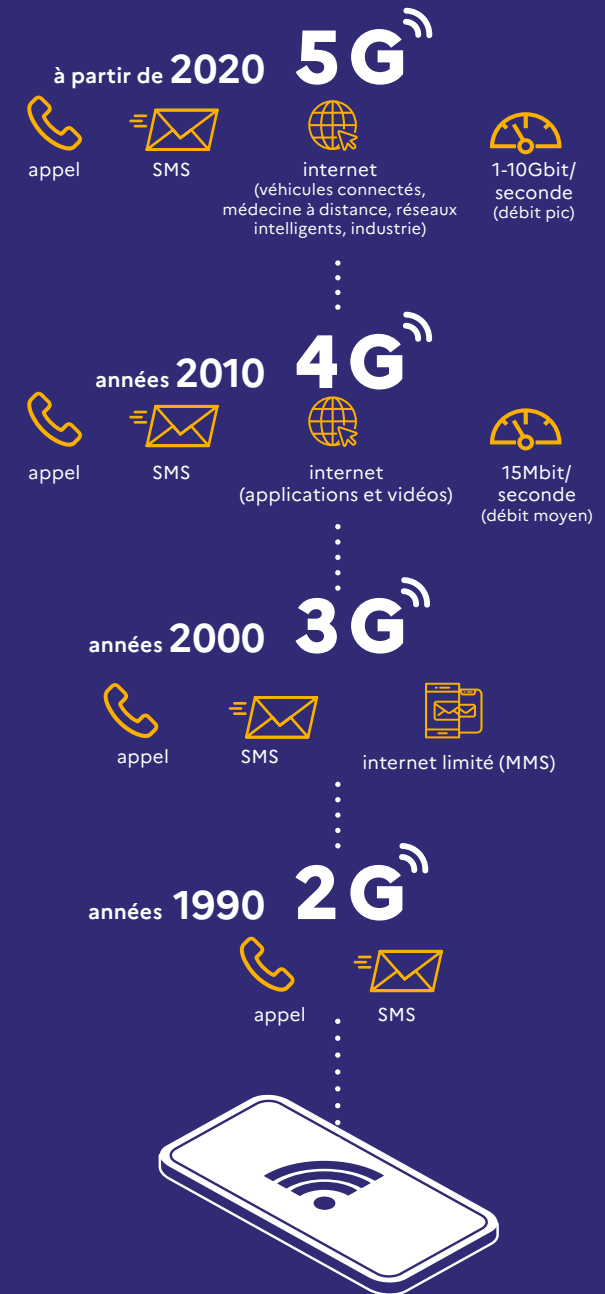 à partir de 2020 5G
appel
SMS
internet
(véhicules connectés,
médecine à distance, réseaux
intelligents, industrie)
1-10Gbit/
seconde
(débit pic)
années 2010 4G
appel
SMS
internet
(applications et vidéos)
15Mbit/
seconde
(débit moyen)
années 2000 3G
appel
SMS
internet limité (MMS)
années 1990 2G
appel
SMS